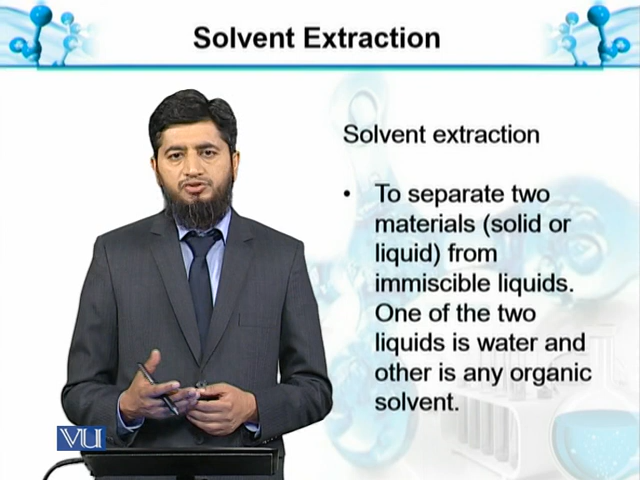 Solvent Extraction
Solvent extraction
• To separate two
materials (solid or
liquid) from
immiscible liquids.
One of the two
liquids is water and
other is any organic
solvent.
VU